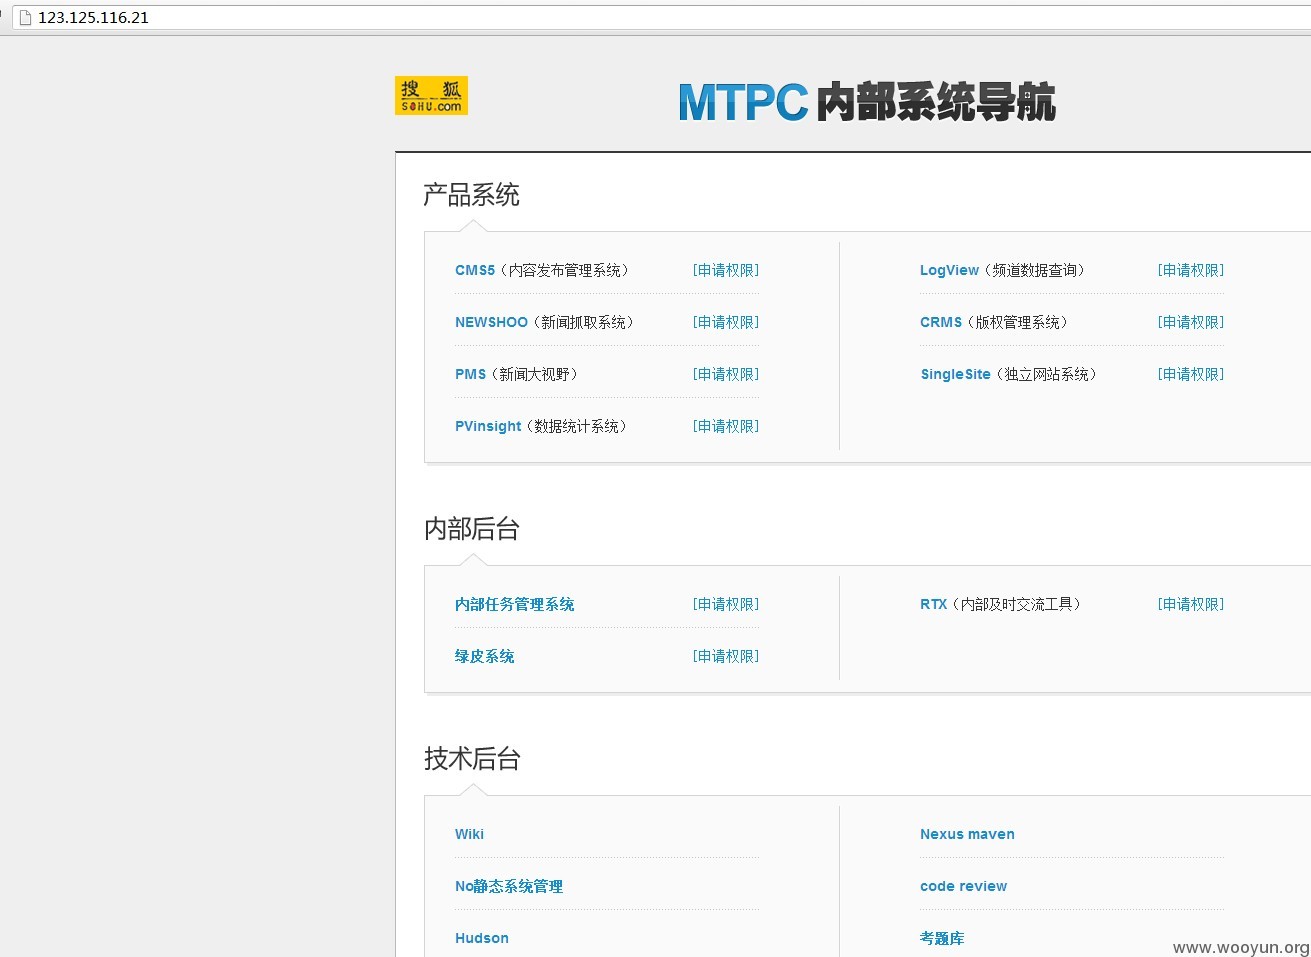 123.125.116.21
搜狐
SOHU.com
MTPC 内部系统导航
产品系统
CMS5（内容发布管理系统） [申请权限] LogView（频道数据查询） [申请权限]
NEWSHOO（新闻抓取系统） [申请权限] CRMS（版权管理系统） [申请权限]
PMS（新闻大视野） [申请权限] SingleSite（独立网站系统） [申请权限]
PVinsight（数据统计系统） [申请权限]
内部后台
内部任务管理系统 [申请权限] RTX（内部及时交流工具） [申请权限]
绿皮系统 [申请权限]
技术后台
Wiki Nexus maven
No静态系统管理 code review
Hudson 考题库
www.wooyun.org